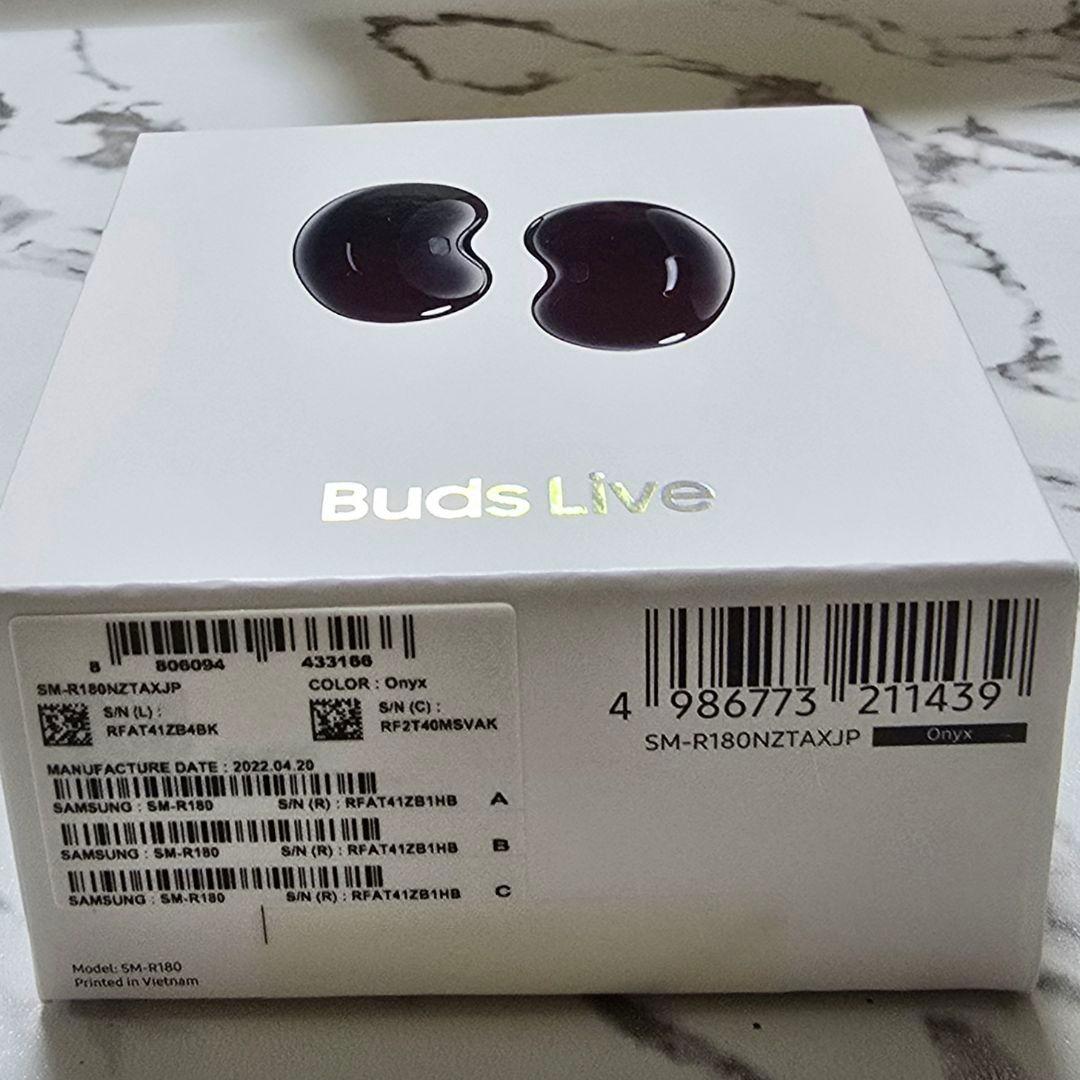 Buds Live
8 806094 433166
SM-R180NZTAXJP
COLOR : Onyx
S/N (L) :
RFAT41ZB4BK
S/N (C) :
RF2T40MSVAK
MANUFACTURE DATE : 2022.04.20
SAMSUNG : SM-R180 S/N (R) : RFAT41ZB1HB A
SAMSUNG : SM-R180 S/N (R) : RFAT41ZB1HB B
SAMSUNG : SM-R180 S/N (R) : RFAT41ZB1HB C
Model: SM-R180
Printed in Vietnam
4 986773 211439
SM-R180NZTAXJP Onyx